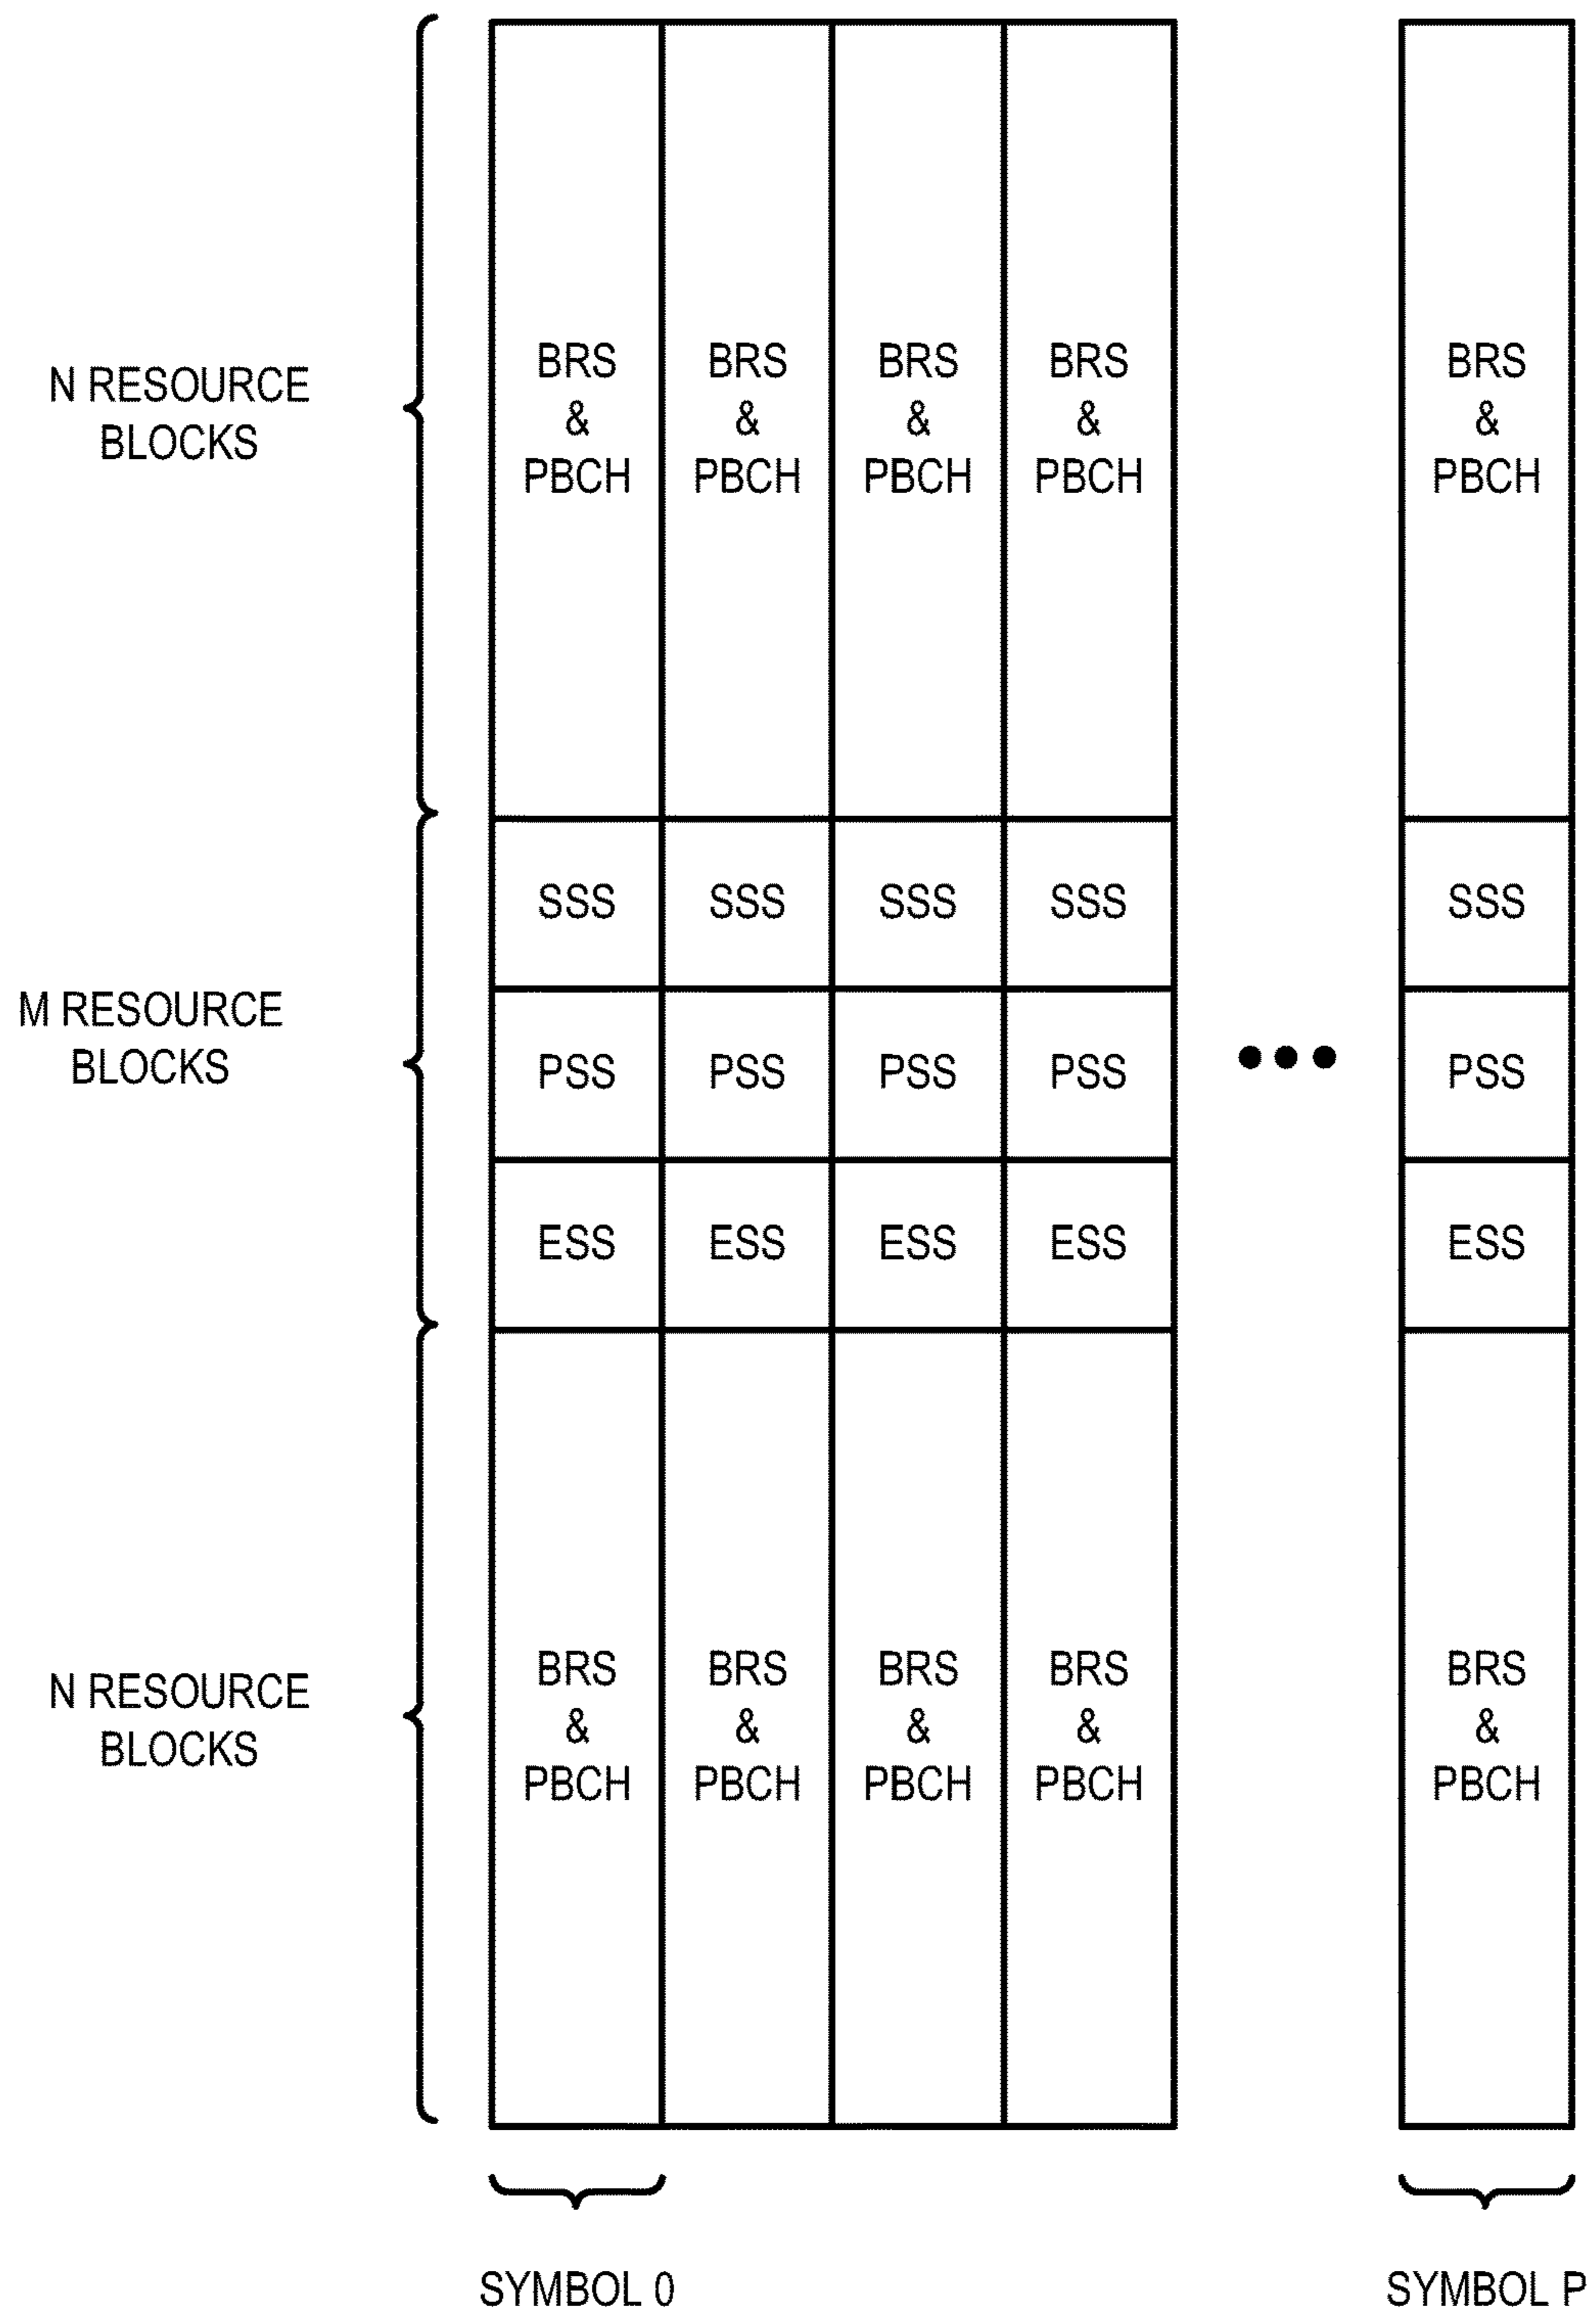 N RESOURCE
BLOCKS
BRS
&
PBCH
BRS
&
PBCH
BRS
&
PBCH
BRS
&
PBCH
BRS
&
PBCH
M RESOURCE
BLOCKS
SSS SSS SSS SSS SSS
PSS PSS PSS PSS PSS
ESS ESS ESS ESS ESS
N RESOURCE
BLOCKS
BRS
&
PBCH
BRS
&
PBCH
BRS
&
PBCH
BRS
&
PBCH
BRS
&
PBCH
SYMBOL 0
SYMBOL P